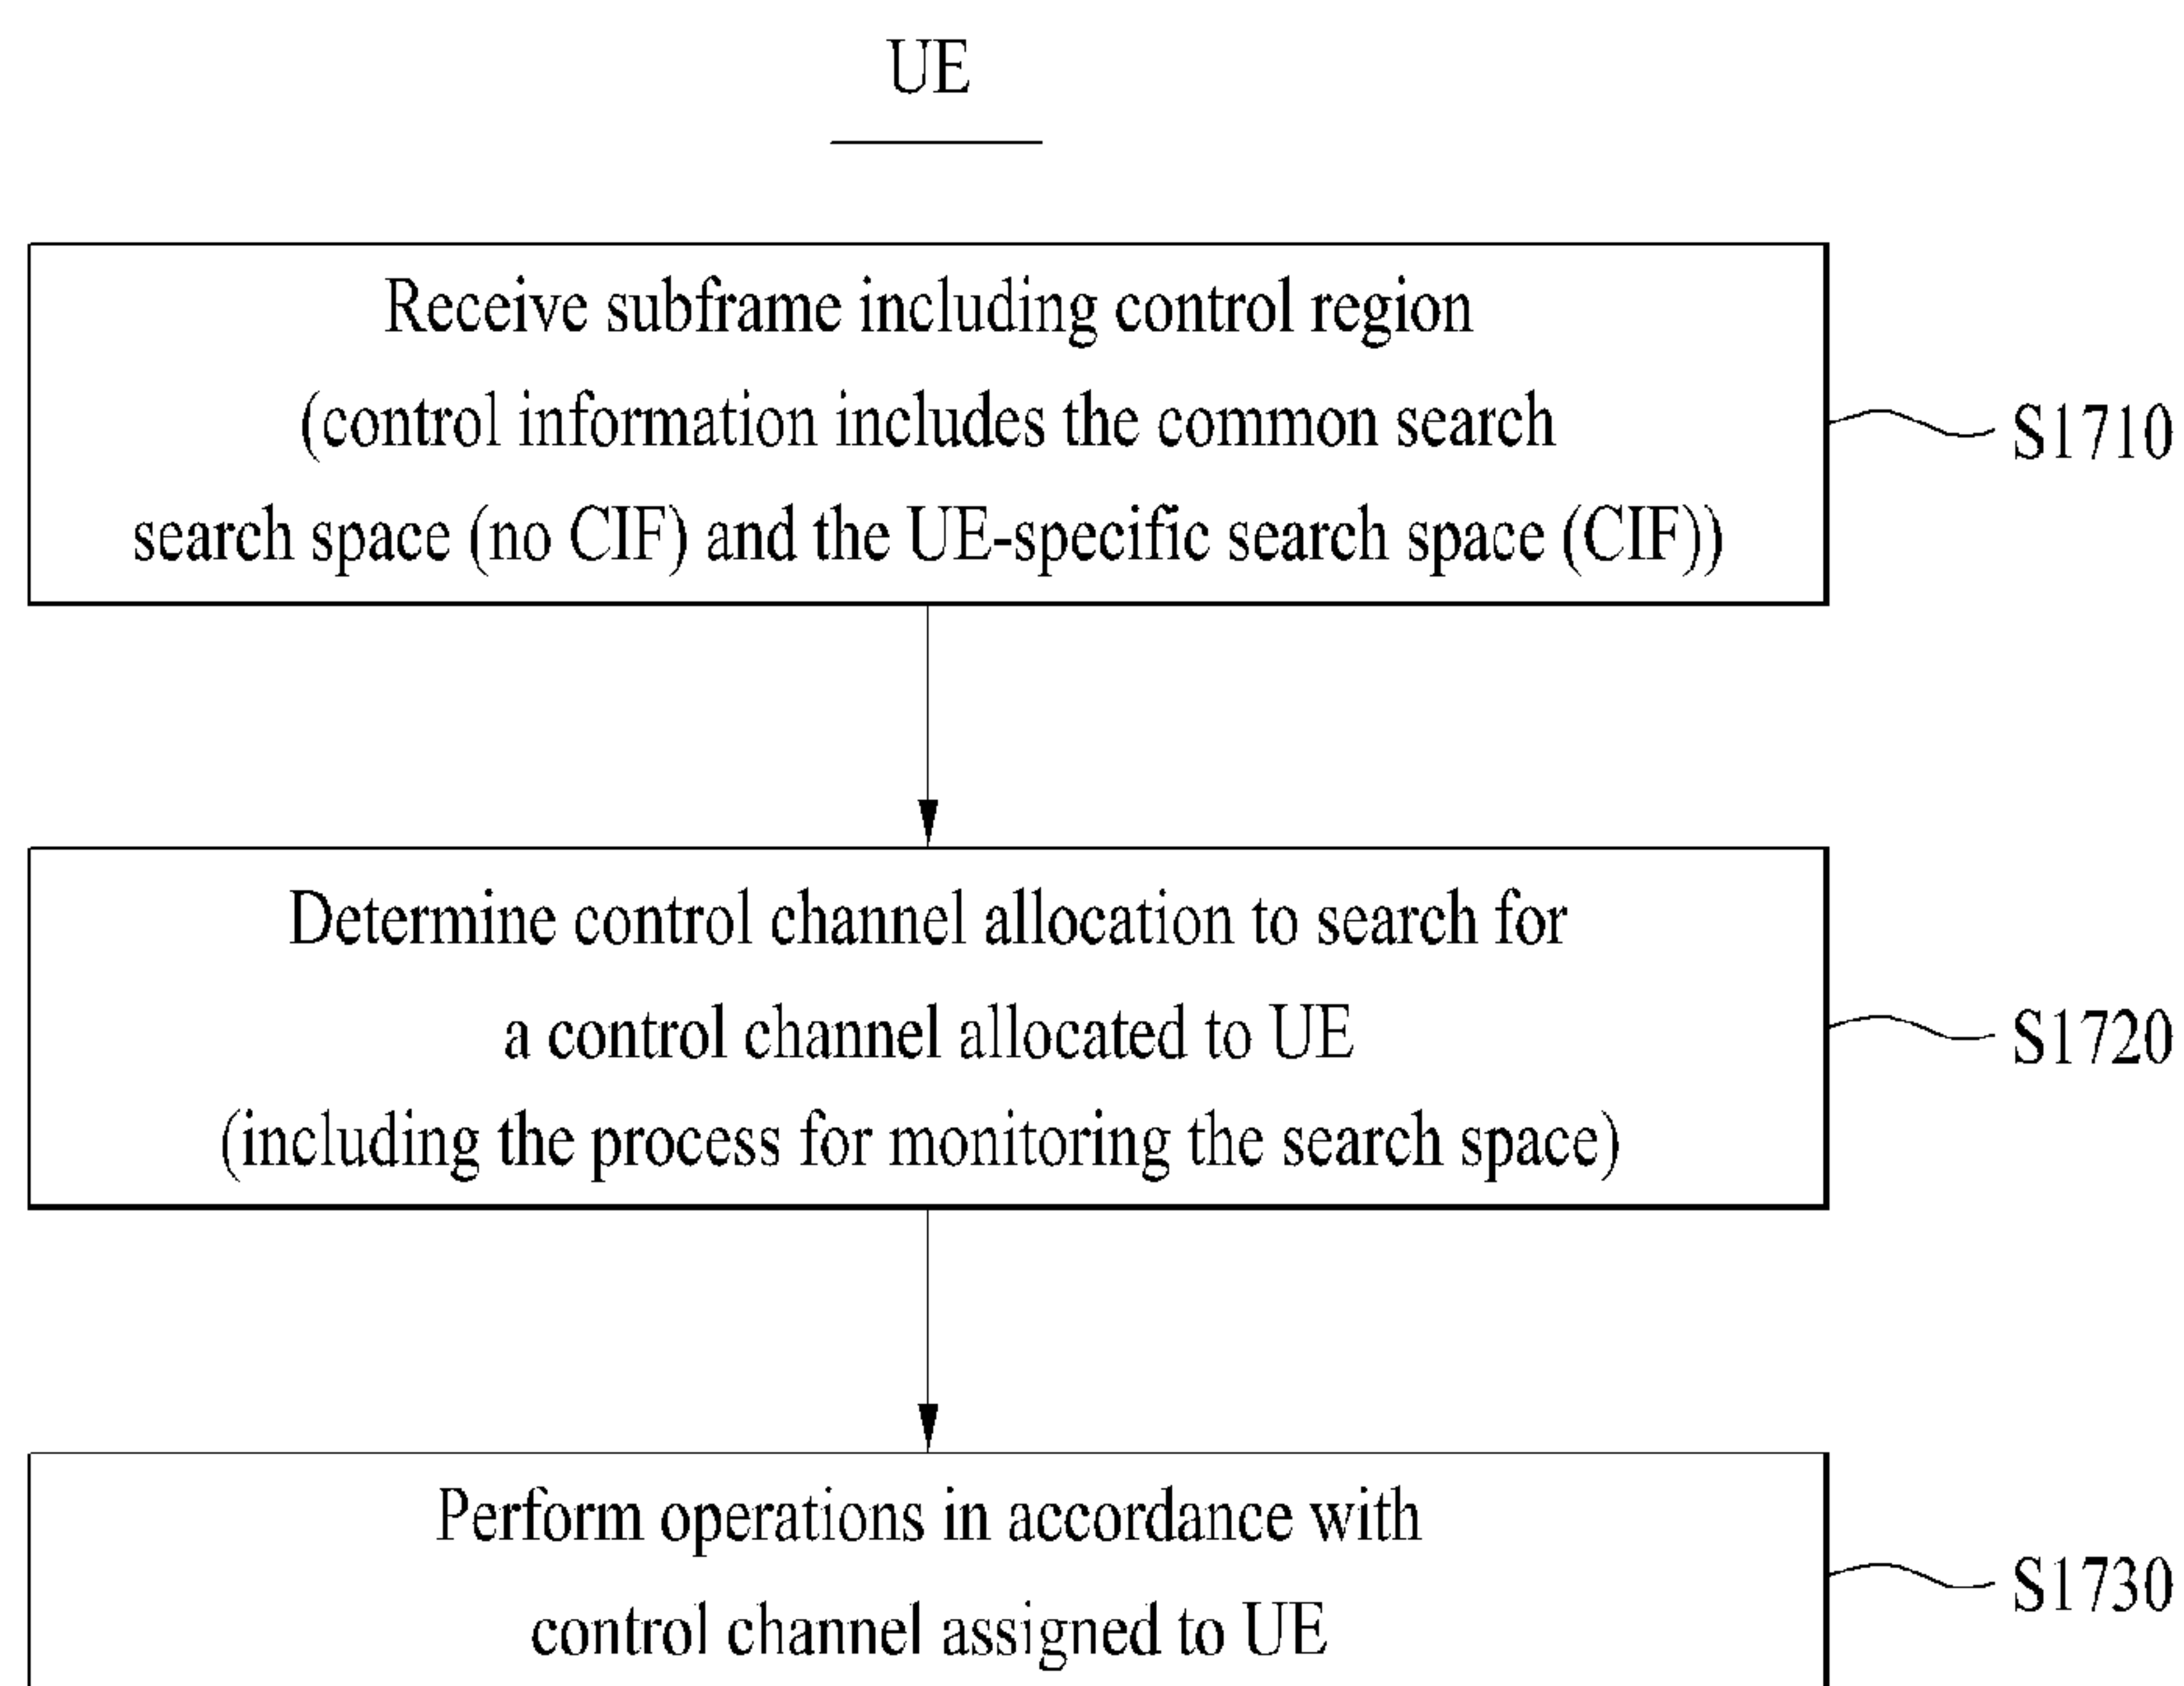 UE
Receive subframe including control region
(control information includes the common search
search space (no CIF) and the UE-specific search space (CIF))
S1710
Determine control channel allocation to search for
a control channel allocated to UE
(including the process for monitoring the search space)
S1720
Perform operations in accordance with
control channel assigned to UE
S1730